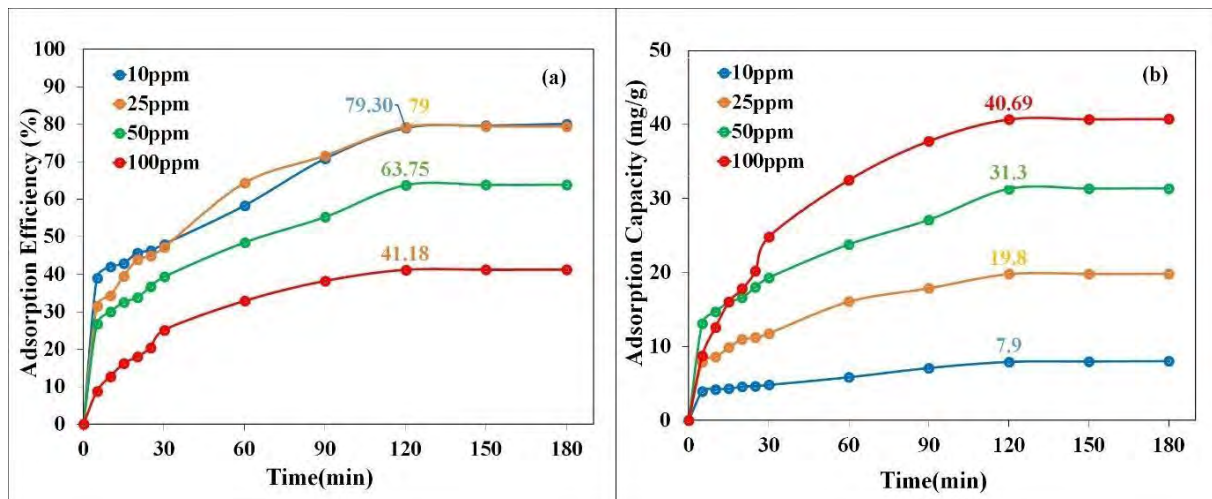 (a)
10ppm
25ppm
50ppm
100ppm
79.30 79
63.75
41.18
Adsorption Efficiency (%)
100
90
80
70
60
50
40
30
20
10
0
0 30 60 90 120 150 180
Time(min)
(b)
10ppm
25ppm
50ppm
100ppm
40.69
31.3
19.8
7.9
Adsorption Capacity (mg/g)
50
40
30
20
10
0
0 30 60 90 120 150 180
Time(min)